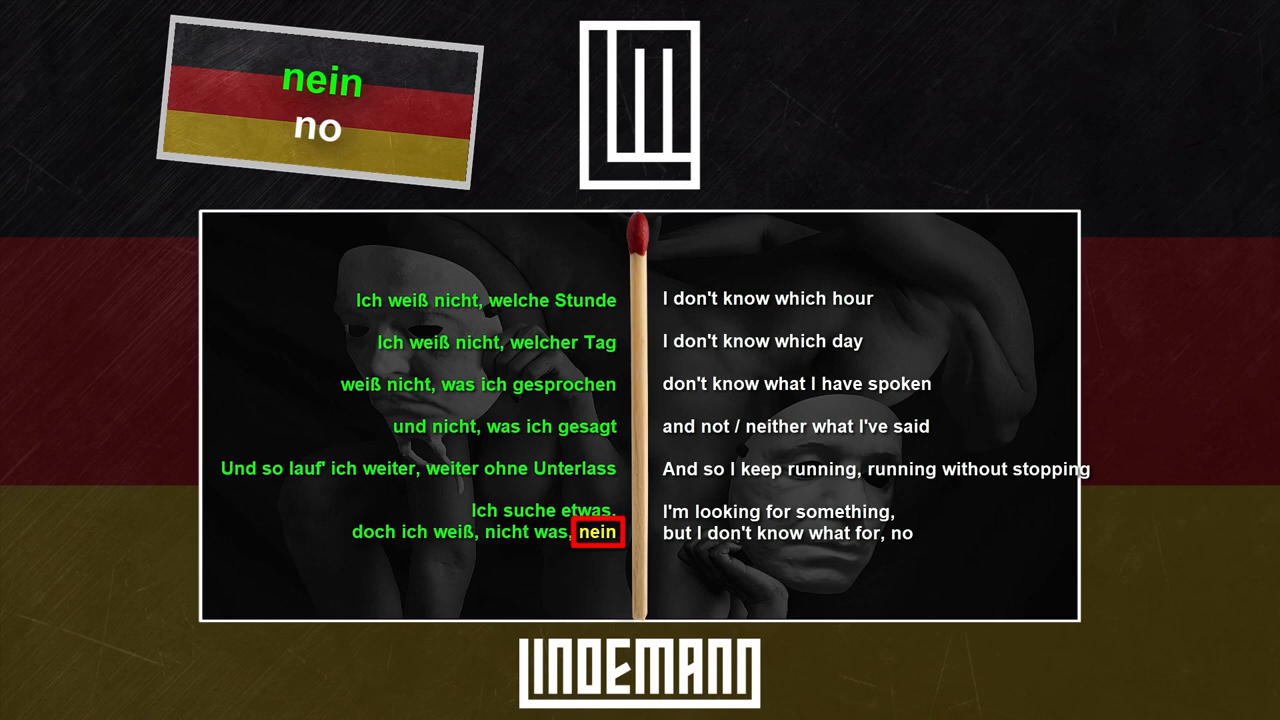 nein
no
Ich weiß nicht, welche Stunde
I don't know which hour
Ich weiß nicht, welcher Tag
I don't know which day
weiß nicht, was ich gesprochen
don't know what I have spoken
und nicht, was ich gesagt
and not / neither what I've said
Und so lauf' ich weiter, weiter ohne Unterlass
And so I keep running, running without stopping
Ich suche etwas,
doch ich weiß, nicht was, nein
I'm looking for something,
but I don't know what for, no
LINDEMANN